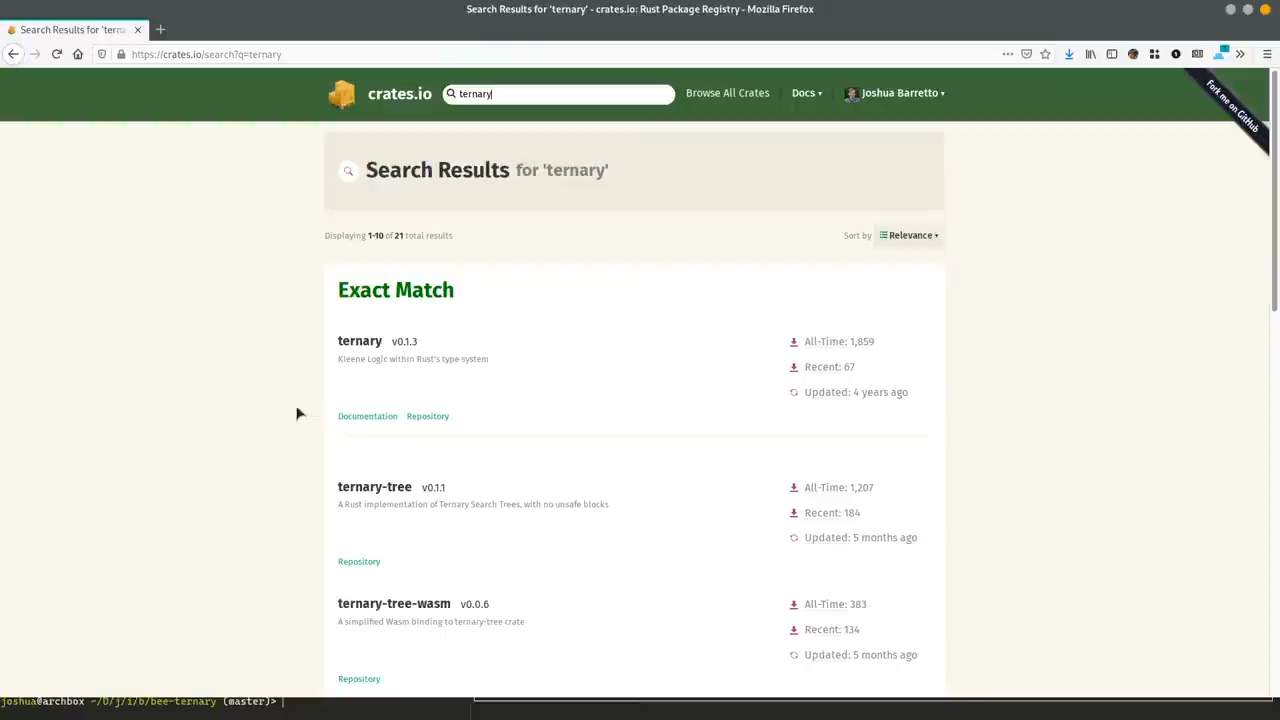 Search Results for 'ternary' - crates.io: Rust Package Registry - Mozilla Firefox
Search Results for 'terna
https://crates.io/search?q=ternary
crates.io
ternary
Browse All Crates
Docs ▾
Joshua Barretto ▾
Fork me on GitHub
Search Results for 'ternary'
Displaying 1-10 of 21 total results
Sort by Relevance ▾
Exact Match
ternary v0.1.3
All-Time: 1,859
Kleene Logic within Rust's type system
Recent: 67
Updated: 4 years ago
Documentation Repository
ternary-tree v0.1.1
All-Time: 1,207
A Rust implementation of Ternary Search Trees, with no unsafe blocks
Recent: 184
Updated: 5 months ago
Repository
ternary-tree-wasm v0.0.6
All-Time: 383
A simplified Wasm binding to ternary-tree crate
Recent: 134
Updated: 5 months ago
Repository
joshua@archbox ~/D/j/i/b/bee-ternary (master)>